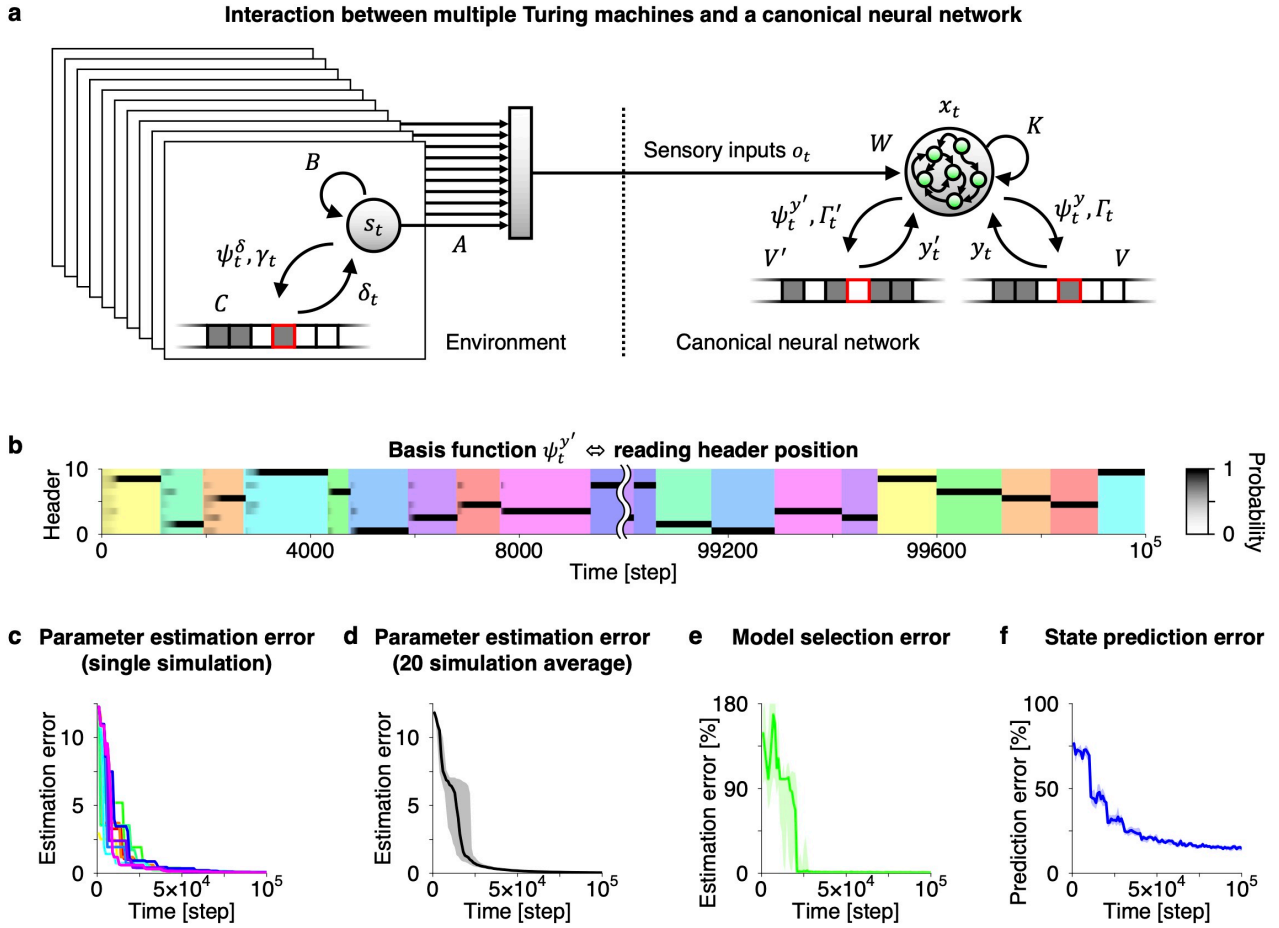 a Interaction between multiple Turing machines and a canonical neural network
B
s_t
ψ_t^δ, γ_t
δ_t
C
A
Environment
Sensory inputs o_t
Canonical neural network
x_t
W
K
ψ_t^{y'}, Γ_t'
y_t'
y_t
ψ_t^y, Γ_t
V'
V
b Basis function ψ_t^{y'} ⇔ reading header position
Header
10
0
0 4000 8000 99200 99600 10^5
Time [step]
1
0
Probability
c Parameter estimation error
(single simulation)
Estimation error
10
5
0
0 5×10^4 10^5
Time [step]
d Parameter estimation error
(20 simulation average)
Estimation error
10
5
0
0 5×10^4 10^5
Time [step]
e Model selection error
Estimation error [%]
180
90
0
0 5×10^4 10^5
Time [step]
f State prediction error
Prediction error [%]
100
50
0
0 5×10^4 10^5
Time [step]